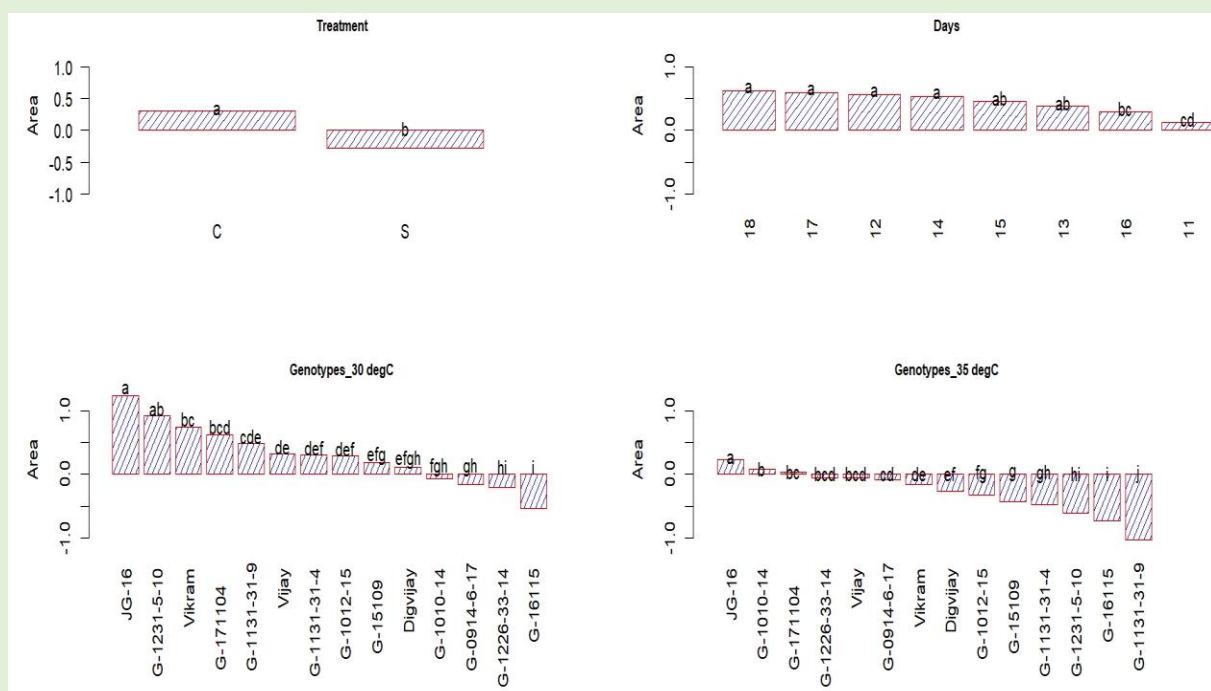 Treatment
Area
1.0
0.5
0.0
-0.5
-1.0
a
b
C
S
Days
Area
1.0
0.0
-1.0
a
a
a
a
ab
ab
bc
cd
18
17
12
14
15
13
16
11
Genotypes_30 degC
Area
1.0
0.0
-1.0
a
ab
bc
bcd
cde
de
def
def
efg
efgh
fgh
gh
hi
i
JG-16
G-1231-5-10
Vikram
G-171104
G-1131-31-9
Vijay
G-1131-31-4
G-1012-15
G-15109
Digvijay
G-1010-14
G-0914-6-17
G-1226-33-14
G-16115
Genotypes_35 degC
Area
1.0
0.0
-1.0
a
b
bc
bcd
bcd
cd
de
ef
fg
g
gh
hi
i
j
JG-16
G-1010-14
G-171104
G-1226-33-14
Vijay
G-0914-6-17
Vikram
Digvijay
G-1012-15
G-15109
G-1131-31-4
G-1231-5-10
G-16115
G-1131-31-9